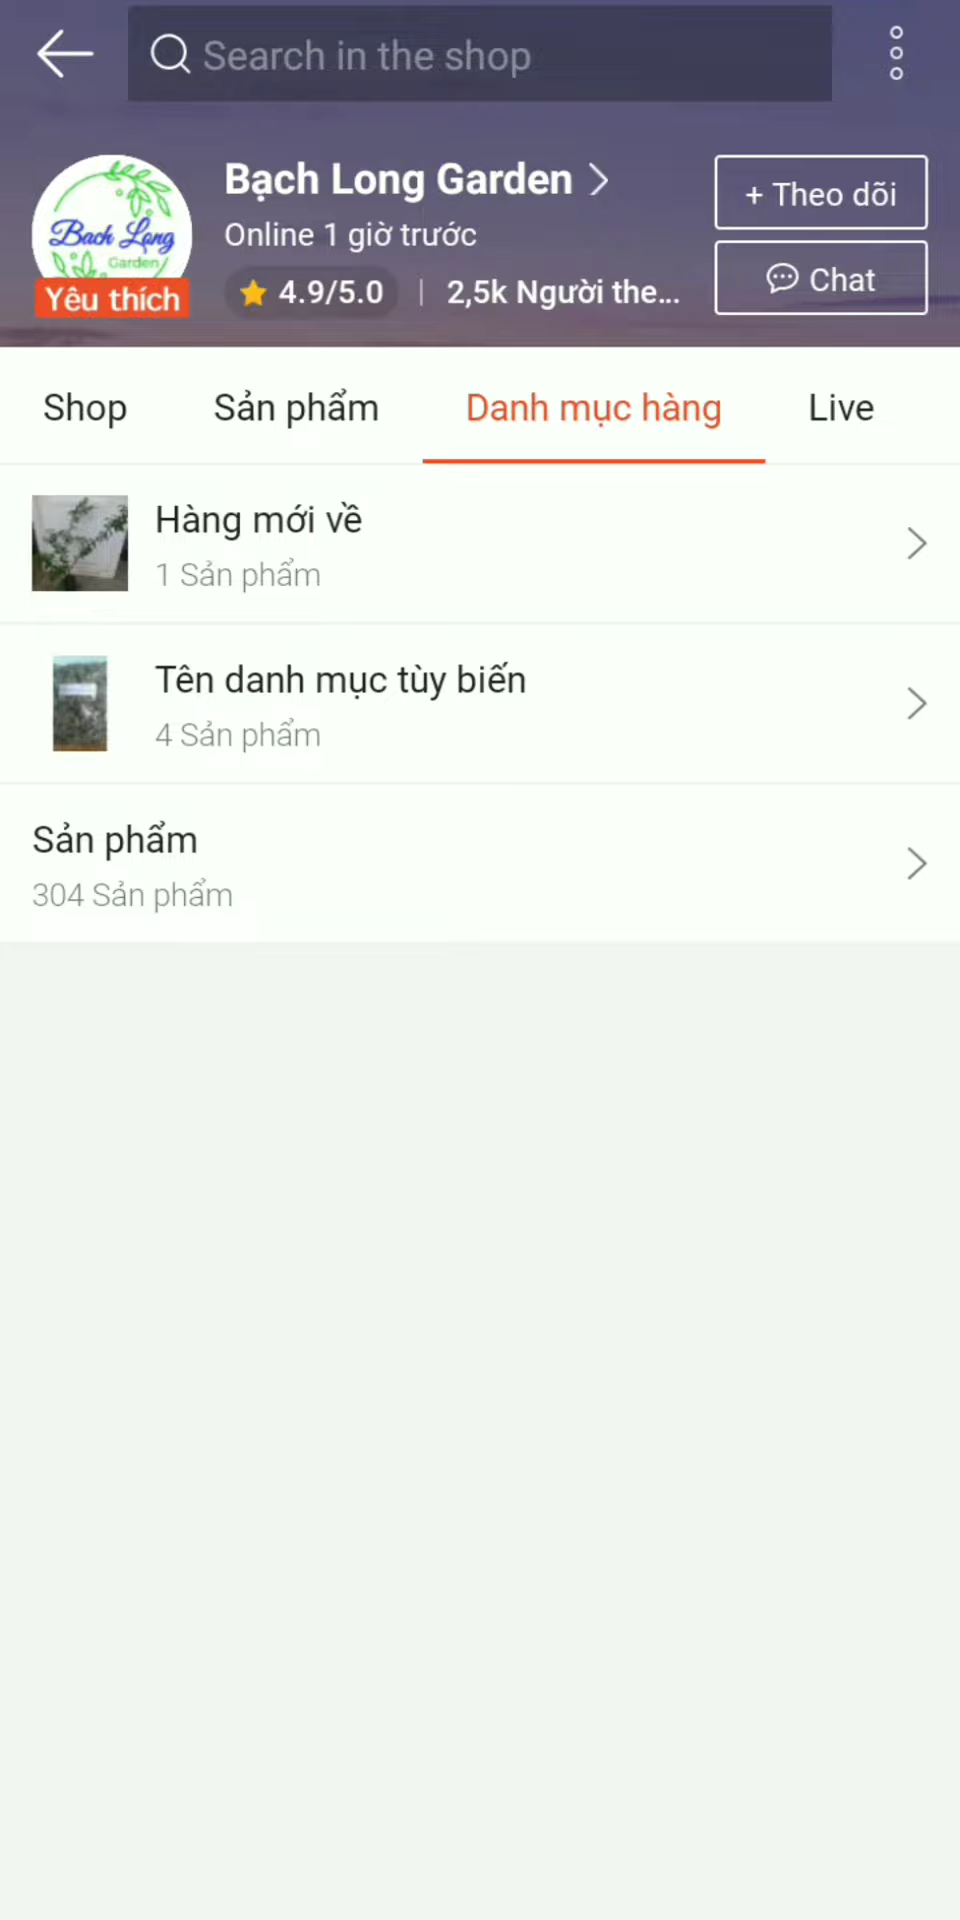 Search in the shop
Bạch Long Garden
+ Theo dõi
Bach Long
Garden
Online 1 giờ trước
Yêu thích
4.9/5.0 | 2,5k Người the...
Chat
Shop Sản phẩm Danh mục hàng Live
Hàng mới về
1 Sản phẩm
Tên danh mục tùy biến
4 Sản phẩm
Sản phẩm
304 Sản phẩm